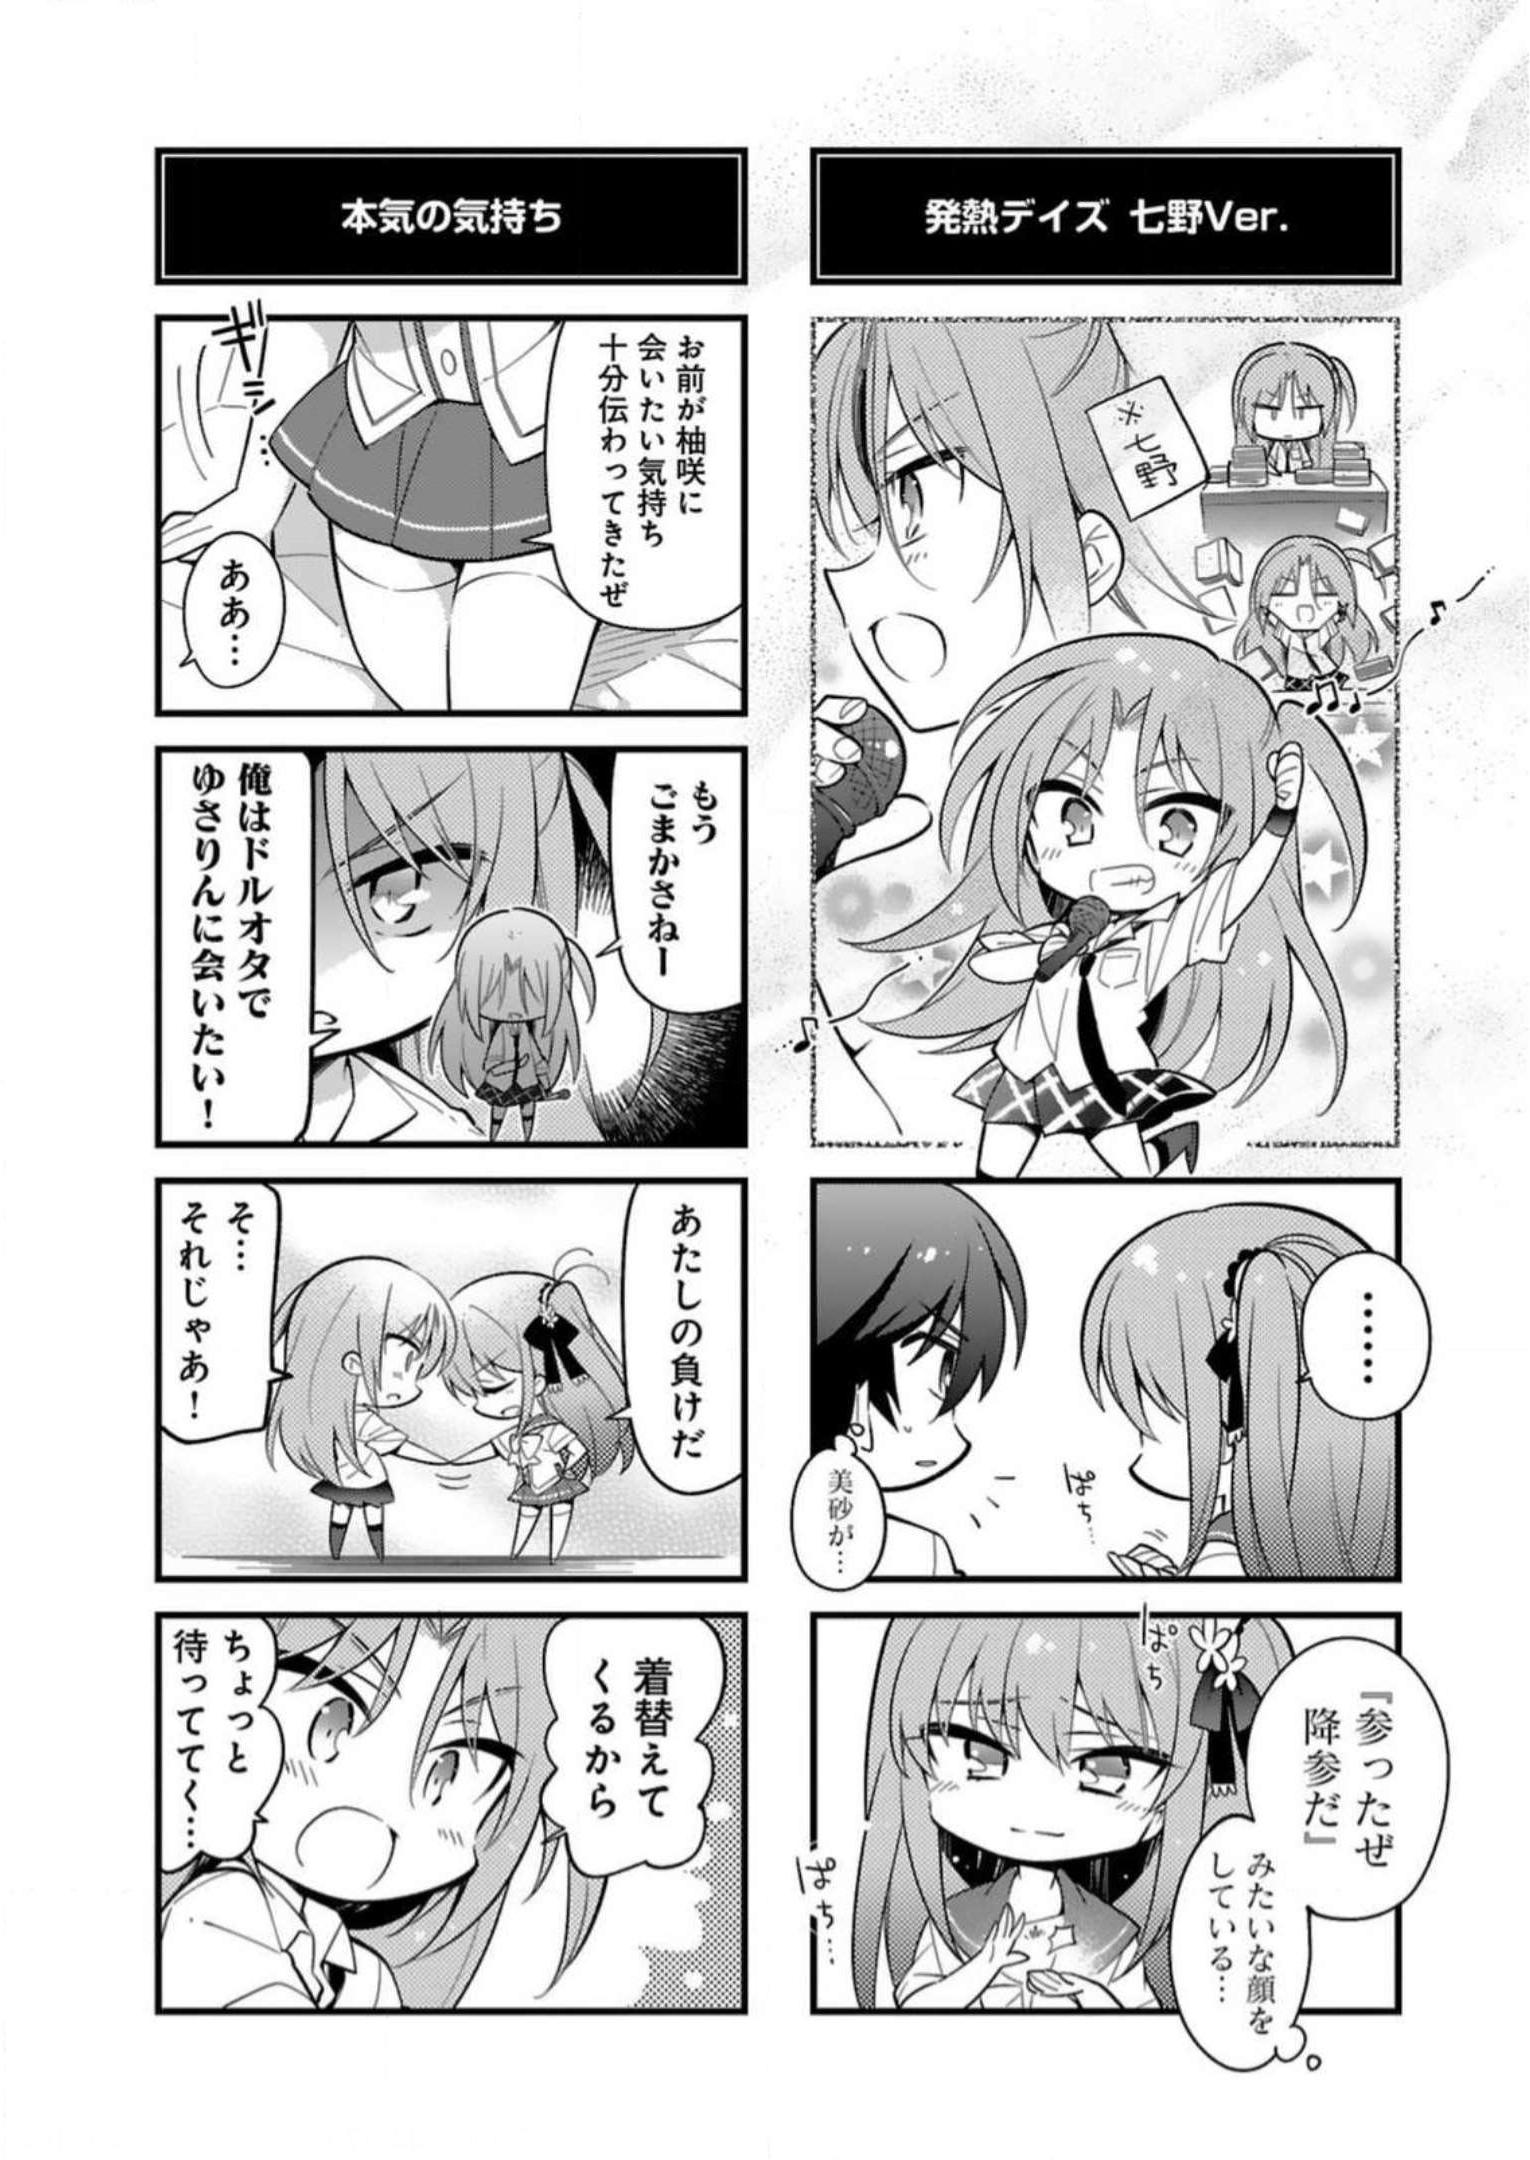 発熱デイズ 七野Ver.
※七野
……
ぱち…
美砂が…
ぱち
『参ったぜ
降参だ』
みたいな顔を
している…
ぱち…
本気の気持ち
お前が柚咲に
会いたい気持ち
十分伝わってきたぜ
ギシ…
ああ…
もう
ごまかさねー
俺はドルオタで
ゆさりんに会いたい！
あたしの負けだ
そ…
それじゃあ！
着替えて
くるから
ちょっと
待ってて〜…